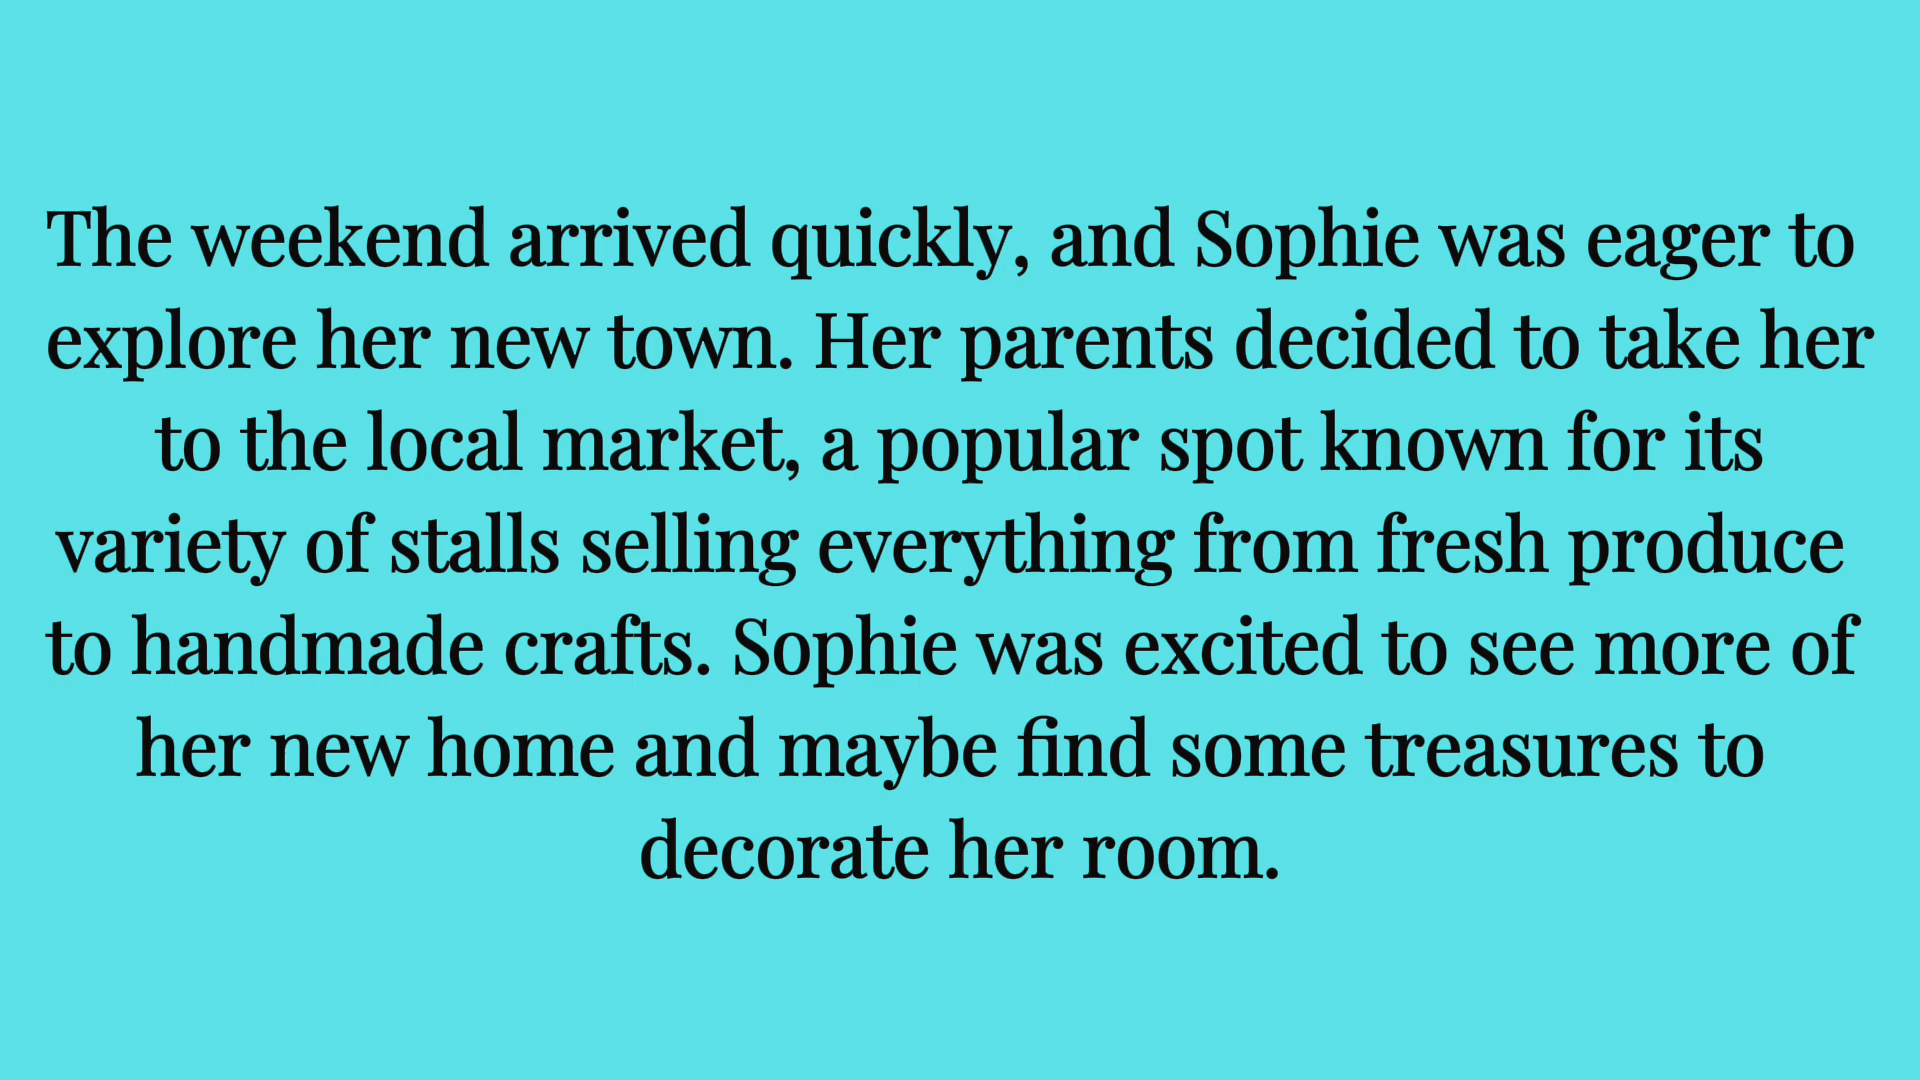 The weekend arrived quickly, and Sophie was eager to
explore her new town. Her parents decided to take her
to the local market, a popular spot known for its
variety of stalls selling everything from fresh produce
to handmade crafts. Sophie was excited to see more of
her new home and maybe find some treasures to
decorate her room.